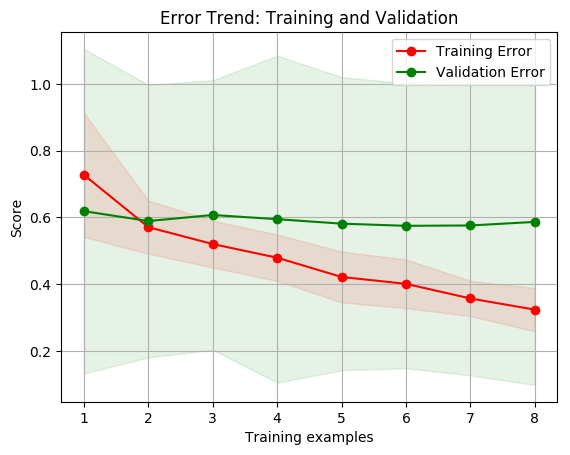 Error Trend: Training and Validation
Training Error
Validation Error
1.0
0.8
0.6
0.4
0.2
Score
1 2 3 4 5 6 7 8
Training examples